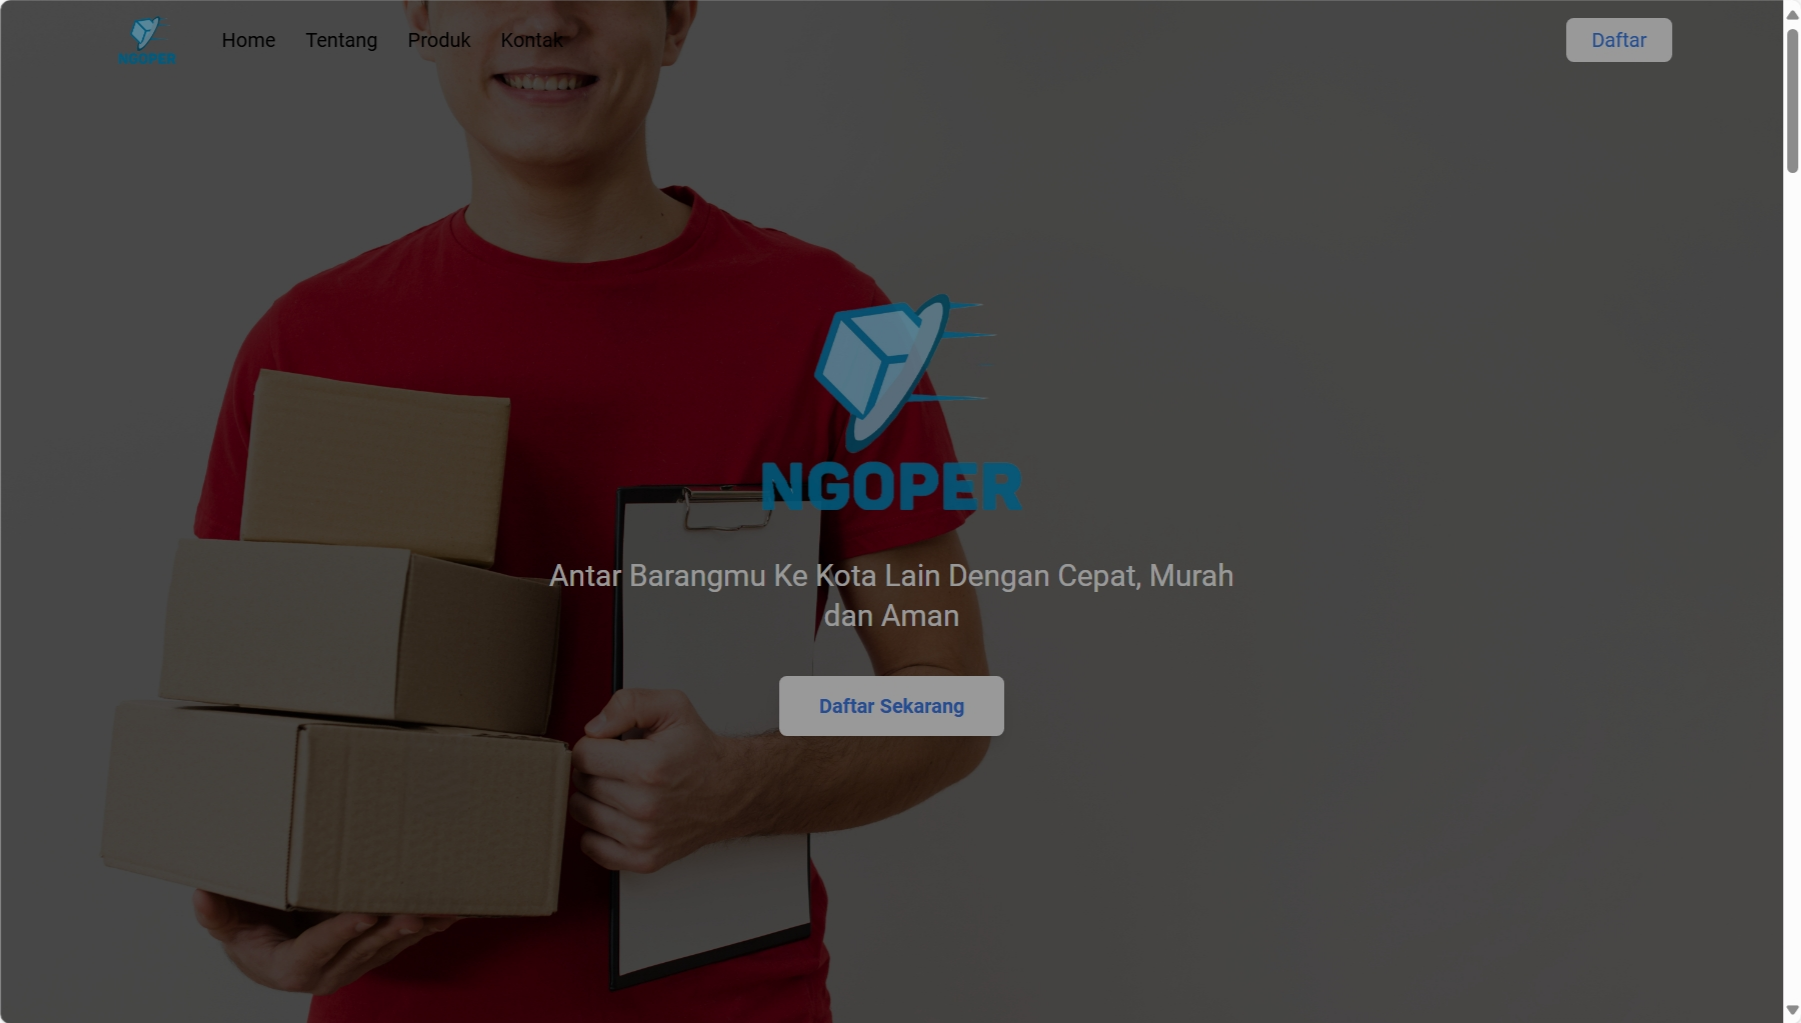 NGOPER
Home
Tentang
Produk
Kontak
Daftar
NGOPER
Antar Barangmu Ke Kota Lain Dengan Cepat, Murah
dan Aman
Daftar Sekarang